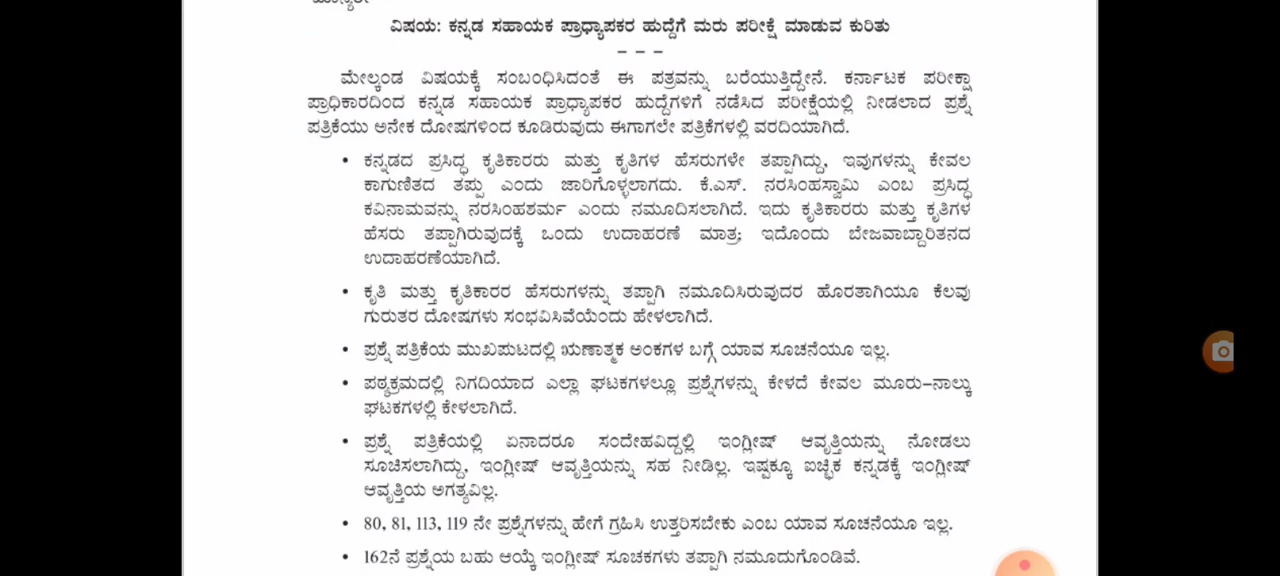 ವಿಷಯ: ಕನ್ನಡ ಸಹಾಯಕ ಪ್ರಾಧ್ಯಾಪಕರ ಹುದ್ದೆಗೆ ಮರು ಪರೀಕ್ಷೆ ಮಾಡುವ ಕುರಿತು
– – –
ಮೇಲ್ಕಂಡ ವಿಷಯಕ್ಕೆ ಸಂಬಂಧಿಸಿದಂತೆ ಈ ಪತ್ರವನ್ನು ಬರೆಯುತ್ತಿದ್ದೇನೆ. ಕರ್ನಾಟಕ ಪರೀಕ್ಷಾ
ಪ್ರಾಧಿಕಾರದಿಂದ ಕನ್ನಡ ಸಹಾಯಕ ಪ್ರಾಧ್ಯಾಪಕರ ಹುದ್ದೆಗಳಿಗೆ ನಡೆಸಿದ ಪರೀಕ್ಷೆಯಲ್ಲಿ ನೀಡಲಾದ ಪ್ರಶ್ನೆ
ಪತ್ರಿಕೆಯು ಅನೇಕ ದೋಷಗಳಿಂದ ಕೂಡಿರುವುದು ಈಗಾಗಲೇ ಪತ್ರಿಕೆಗಳಲ್ಲಿ ವರದಿಯಾಗಿದೆ.
• ಕನ್ನಡದ ಪ್ರಸಿದ್ಧ ಕೃತಿಕಾರರು ಮತ್ತು ಕೃತಿಗಳ ಹೆಸರುಗಳೇ ತಪ್ಪಾಗಿದ್ದು, ಇವುಗಳನ್ನು ಕೇವಲ
ಕಾಗುಣಿತದ ತಪ್ಪು ಎಂದು ಜಾರಿಗೊಳ್ಳಲಾಗದು. ಕೆ.ಎಸ್. ನರಸಿಂಹಸ್ವಾಮಿ ಎಂಬ ಪ್ರಸಿದ್ಧ
ಕವಿನಾಮವನ್ನು ನರಸಿಂಹಶರ್ಮ ಎಂದು ನಮೂದಿಸಲಾಗಿದೆ. ಇದು ಕೃತಿಕಾರರು ಮತ್ತು ಕೃತಿಗಳ
ಹೆಸರು ತಪ್ಪಾಗಿರುವುದಕ್ಕೆ ಒಂದು ಉದಾಹರಣೆ ಮಾತ್ರ; ಇದೊಂದು ಬೇಜವಾಬ್ದಾರಿತನದ
ಉದಾಹರಣೆಯಾಗಿದೆ.
• ಕೃತಿ ಮತ್ತು ಕೃತಿಕಾರರ ಹೆಸರುಗಳನ್ನು ತಪ್ಪಾಗಿ ನಮೂದಿಸಿರುವುದರ ಹೊರತಾಗಿಯೂ ಕೆಲವು
ಗುರುತರ ದೋಷಗಳು ಸಂಭವಿಸಿವೆಯೆಂದು ಹೇಳಲಾಗಿದೆ.
• ಪ್ರಶ್ನೆ ಪತ್ರಿಕೆಯ ಮುಖಪುಟದಲ್ಲಿ ಋಣಾತ್ಮಕ ಅಂಕಗಳ ಬಗ್ಗೆ ಯಾವ ಸೂಚನೆಯೂ ಇಲ್ಲ.
• ಪಠ್ಯಕ್ರಮದಲ್ಲಿ ನಿಗದಿಯಾದ ಎಲ್ಲಾ ಘಟಕಗಳಲ್ಲೂ ಪ್ರಶ್ನೆಗಳನ್ನು ಕೇಳದೆ ಕೇವಲ ಮೂರು-ನಾಲ್ಕು
ಘಟಕಗಳಲ್ಲಿ ಕೇಳಲಾಗಿದೆ.
• ಪ್ರಶ್ನೆ ಪತ್ರಿಕೆಯಲ್ಲಿ ಏನಾದರೂ ಸಂದೇಹವಿದ್ದಲ್ಲಿ ಇಂಗ್ಲೀಷ್ ಆವೃತ್ತಿಯನ್ನು ನೋಡಲು
ಸೂಚಿಸಲಾಗಿದ್ದು, ಇಂಗ್ಲೀಷ್ ಆವೃತ್ತಿಯನ್ನು ಸಹ ನೀಡಿಲ್ಲ. ಇಷ್ಟಕ್ಕೂ ಐಚ್ಛಿಕ ಕನ್ನಡಕ್ಕೆ ಇಂಗ್ಲೀಷ್
ಆವೃತ್ತಿಯ ಅಗತ್ಯವಿಲ್ಲ.
• 80, 81, 113, 119 ನೇ ಪ್ರಶ್ನೆಗಳನ್ನು ಹೇಗೆ ಗ್ರಹಿಸಿ ಉತ್ತರಿಸಬೇಕು ಎಂಬ ಯಾವ ಸೂಚನೆಯೂ ಇಲ್ಲ.
• 162ನೆ ಪ್ರಶ್ನೆಯ ಬಹು ಆಯ್ಕೆ ಇಂಗ್ಲೀಷ್ ಸೂಚಕಗಳು ತಪ್ಪಾಗಿ ನಮೂದುಗೊಂಡಿವೆ.